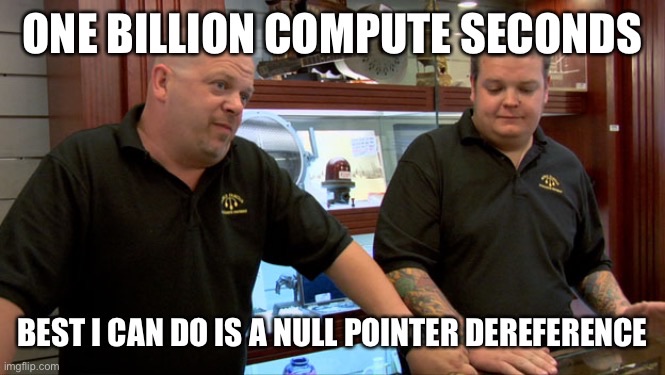 ONE BILLION COMPUTE SECONDS
BEST I CAN DO IS A NULL POINTER DEREFERENCE
imgflip.com